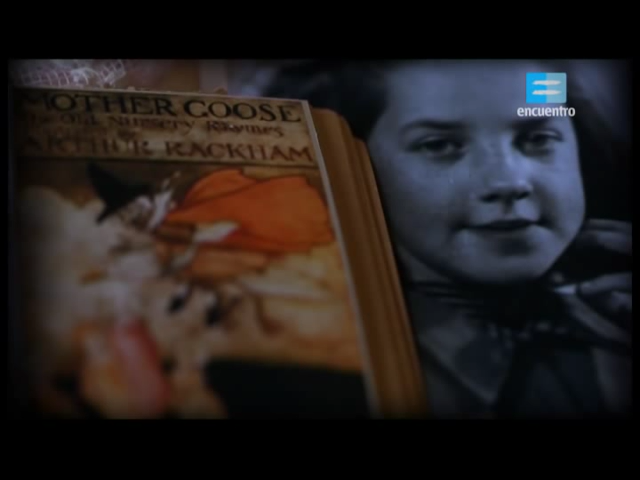 MOTHER GOOSE
The OLD NURSERY RHYMES
ARTHUR RACKHAM
encuentro